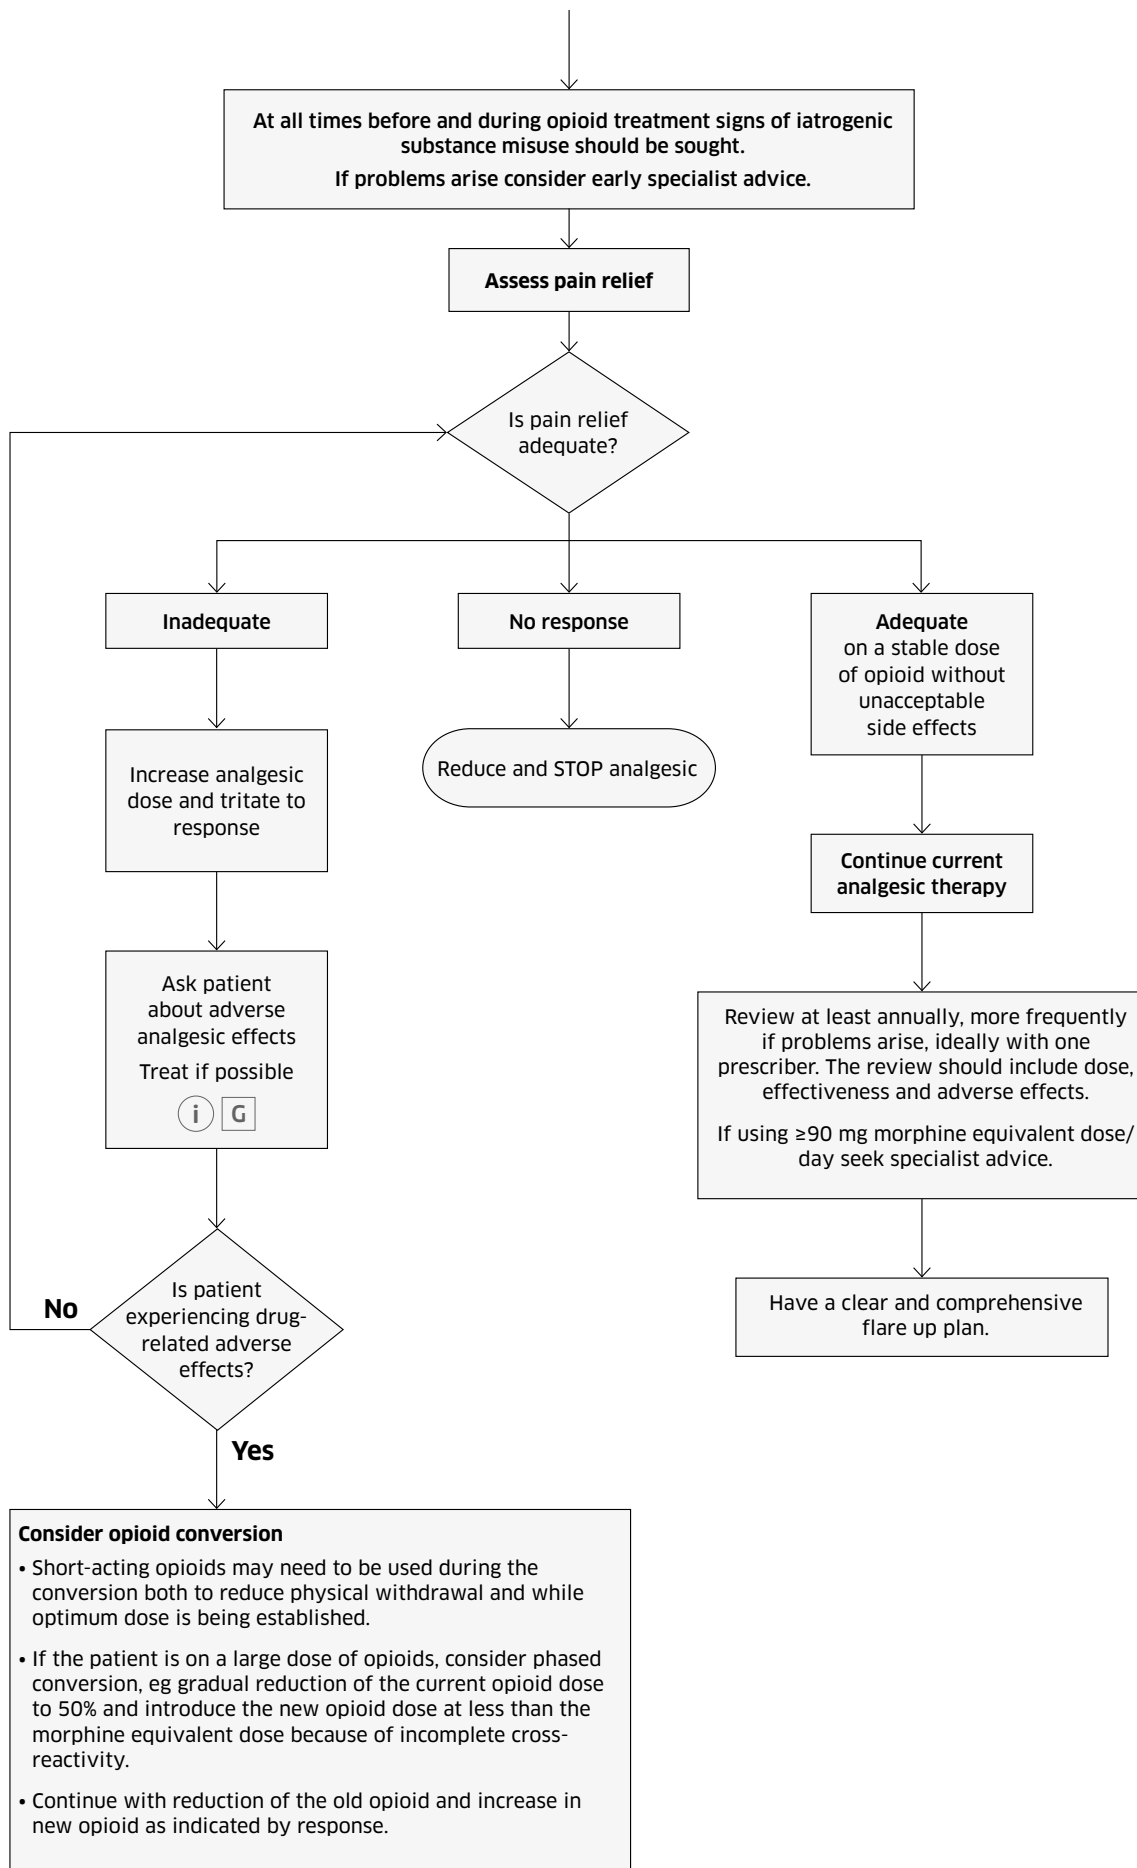 At all times before and during opioid treatment signs of iatrogenic
substance misuse should be sought.
If problems arise consider early specialist advice.
Assess pain relief
Is pain relief
adequate?
Inadequate
No response
Adequate
on a stable dose
of opioid without
unacceptable
side effects
Increase analgesic
dose and tritate to
response
Reduce and STOP analgesic
Continue current
analgesic therapy
Ask patient
about adverse
analgesic effects
Treat if possible
i G
Review at least annually, more frequently
if problems arise, ideally with one
prescriber. The review should include dose,
effectiveness and adverse effects.
If using ≥90 mg morphine equivalent dose/
day seek specialist advice.
Have a clear and comprehensive
flare up plan.
Is patient
experiencing drug-
related adverse
effects?
No
Yes
Consider opioid conversion
• Short-acting opioids may need to be used during the
conversion both to reduce physical withdrawal and while
optimum dose is being established.
• If the patient is on a large dose of opioids, consider phased
conversion, eg gradual reduction of the current opioid dose
to 50% and introduce the new opioid dose at less than the
morphine equivalent dose because of incomplete cross-
reactivity.
• Continue with reduction of the old opioid and increase in
new opioid as indicated by response.